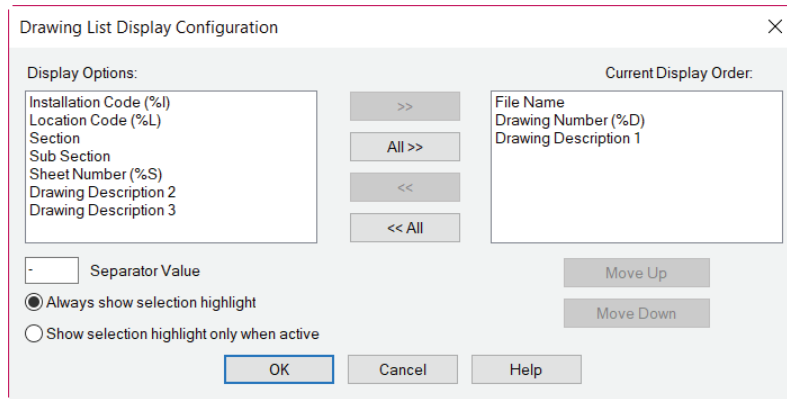 Drawing List Display Configuration
Display Options:
Current Display Order:
Installation Code (%I)
Location Code (%L)
Section
Sub Section
Sheet Number (%S)
Drawing Description 2
Drawing Description 3
>>
All >>
<<
<< All
File Name
Drawing Number (%D)
Drawing Description 1
- Separator Value
Always show selection highlight
Show selection highlight only when active
Move Up
Move Down
OK
Cancel
Help